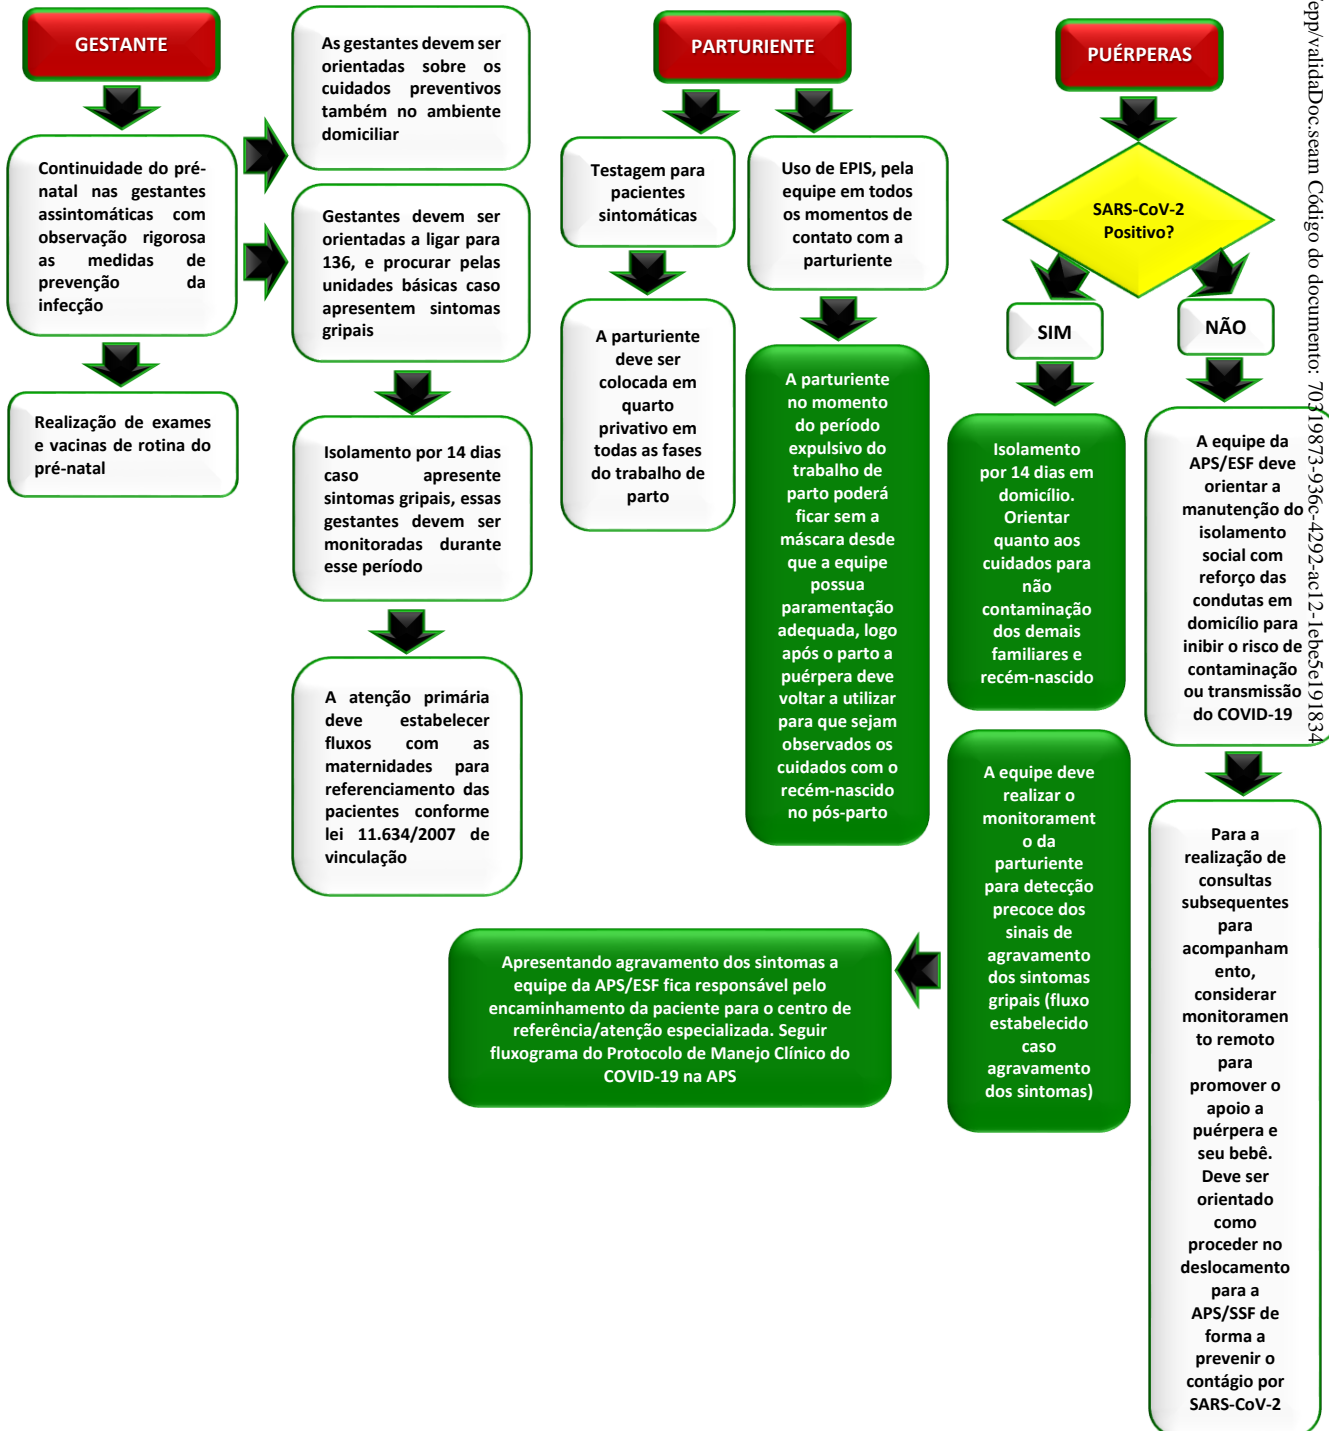 GESTANTE
Continuidade do pré-
natal nas gestantes
assintomáticas com
observação rigorosa
as medidas de
prevenção da
infecção
Realização de exames
e vacinas de rotina do
pré-natal
As gestantes devem ser
orientadas sobre os
cuidados preventivos
também no ambiente
domiciliar
Gestantes devem ser
orientadas a ligar para
136, e procurar pelas
unidades básicas caso
apresentem sintomas
gripais
Isolamento por 14 dias
caso apresente
sintomas gripais, essas
gestantes devem ser
monitoradas durante
esse período
A atenção primária
deve estabelecer
fluxos com as
maternidades para
referenciamento das
pacientes conforme
lei 11.634/2007 de
vinculação
PARTURIENTE
Testagem para
pacientes
sintomáticas
A parturiente
deve ser
colocada em
quarto
privativo em
todas as fases
do trabalho de
parto
Uso de EPIS, pela
equipe em todos
os momentos de
contato com a
parturiente
A parturiente
no momento
do período
expulsivo do
trabalho de
parto poderá
ficar sem a
máscara desde
que a equipe
possua
paramentação
adequada, logo
após o parto a
puérpera deve
voltar a utilizar
para que sejam
observados os
cuidados com o
recém-nascido
no pós-parto
PUÉRPERAS
SARS-CoV-2
Positivo?
SIM
NÃO
Isolamento
por 14 dias em
domicílio.
Orientar
quanto aos
cuidados para
não
contaminação
dos demais
familiares e
recém-nascido
A equipe deve
realizar o
monitorament
o da
parturiente
para detecção
precoce dos
sinais de
agravamento
dos sintomas
gripais (fluxo
estabelecido
caso
agravamento
dos sintomas)
Apresentando agravamento dos sintomas a
equipe da APS/ESF fica responsável pelo
encaminhamento da paciente para o centro de
referência/atenção especializada. Seguir
fluxograma do Protocolo de Manejo Clínico do
COVID-19 na APS
A equipe da
APS/ESF deve
orientar a
manutenção do
isolamento
social com
reforço das
condutas em
domicílio para
inibir o risco de
contaminação
ou transmissão
do COVID-19
Para a
realização de
consultas
subsequentes
para
acompanham
ento,
considerar
monitoramen
to remoto
para
promover o
apoio a
puérpera e
seu bebê.
Deve ser
orientado
como
proceder no
deslocamento
para a
APS/SSF de
forma a
prevenir o
contágio por
SARS-CoV-2
epp/validaDoc.seam Código do documento: 70319873-936c-4292-ac12-1ebe5e191834